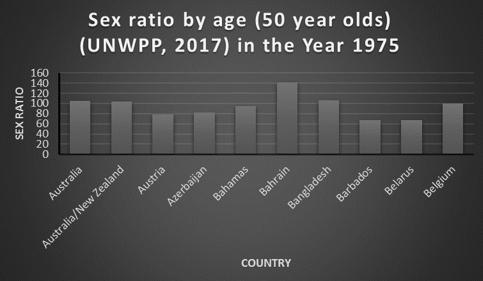 Sex ratio by age (50 year olds)
(UNWPP, 2017) in the Year 1975
160
140
120
100
80
60
40
20
0
SEX RATIO
Australia
Australia/New Zealand
Austria
Azerbaijan
Bahamas
Bahrain
Bangladesh
Barbados
Belarus
Belgium
COUNTRY